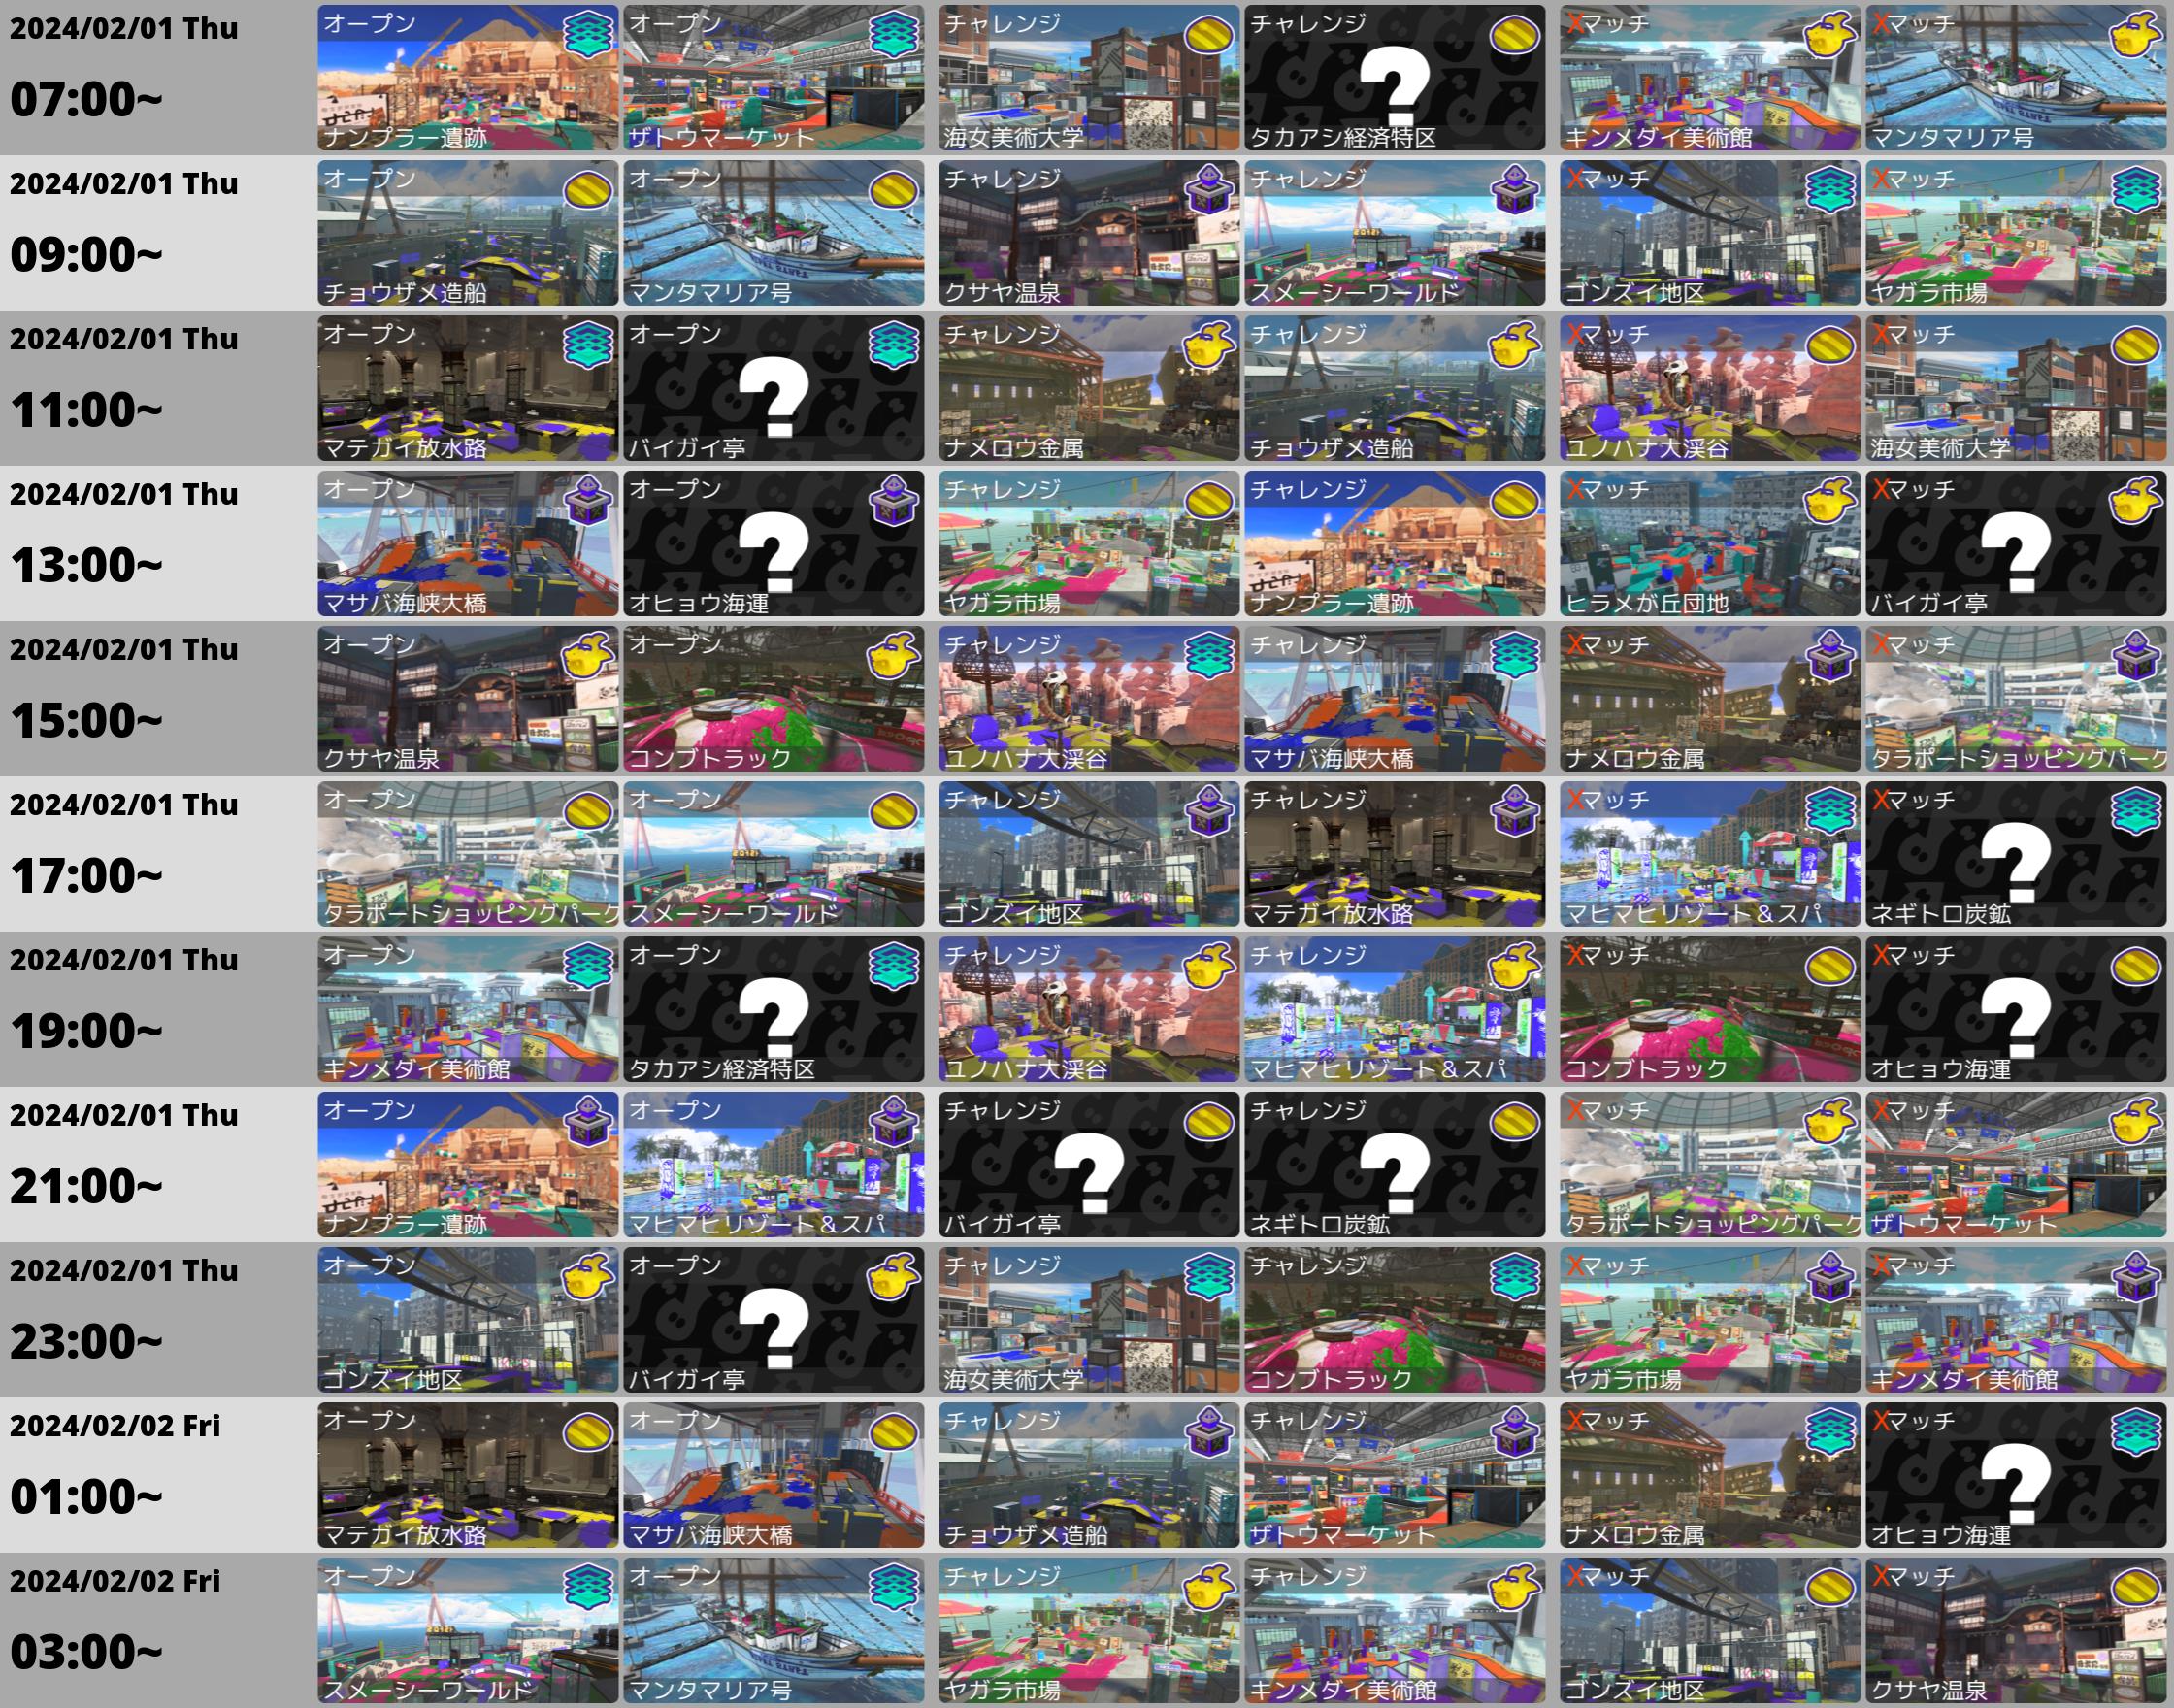 2024/02/01 Thu
07:00~
オープン
ナンプラー遺跡
オープン
ザトウマーケット
チャレンジ
海女美術大学
チャレンジ
?
タカアシ経済特区
Xマッチ
キンメダイ美術館
Xマッチ
マンタマリア号
2024/02/01 Thu
09:00~
オープン
チョウザメ造船
オープン
マンタマリア号
チャレンジ
クサヤ温泉
チャレンジ
スメーシーワールド
Xマッチ
ゴンズイ地区
Xマッチ
ヤガラ市場
2024/02/01 Thu
11:00~
オープン
マテガイ放水路
オープン
?
バイガイ亭
チャレンジ
ナメロウ金属
チャレンジ
チョウザメ造船
Xマッチ
ユノハナ大渓谷
Xマッチ
海女美術大学
2024/02/01 Thu
13:00~
オープン
マサバ海峡大橋
オープン
?
オヒョウ海運
チャレンジ
ヤガラ市場
チャレンジ
ナンプラー遺跡
Xマッチ
ヒラメが丘団地
Xマッチ
?
バイガイ亭
2024/02/01 Thu
15:00~
オープン
クサヤ温泉
オープン
コンブトラック
チャレンジ
ユノハナ大渓谷
チャレンジ
マサバ海峡大橋
Xマッチ
ナメロウ金属
Xマッチ
タラポートショッピングパーク
2024/02/01 Thu
17:00~
オープン
タラポートショッピングパーク
オープン
スメーシーワールド
チャレンジ
ゴンズイ地区
チャレンジ
マテガイ放水路
Xマッチ
マヒマヒリゾート&スパ
Xマッチ
?
ネギトロ炭鉱
2024/02/01 Thu
19:00~
オープン
キンメダイ美術館
オープン
?
タカアシ経済特区
チャレンジ
ユノハナ大渓谷
チャレンジ
マヒマヒリゾート&スパ
Xマッチ
コンブトラック
Xマッチ
?
オヒョウ海運
2024/02/01 Thu
21:00~
オープン
ナンプラー遺跡
オープン
マヒマヒリゾート&スパ
チャレンジ
?
バイガイ亭
チャレンジ
?
ネギトロ炭鉱
Xマッチ
タラポートショッピングパーク
Xマッチ
ザトウマーケット
2024/02/01 Thu
23:00~
オープン
ゴンズイ地区
オープン
?
バイガイ亭
チャレンジ
海女美術大学
チャレンジ
コンブトラック
Xマッチ
ヤガラ市場
Xマッチ
キンメダイ美術館
2024/02/02 Fri
01:00~
オープン
マテガイ放水路
オープン
マサバ海峡大橋
チャレンジ
チョウザメ造船
チャレンジ
ザトウマーケット
Xマッチ
ナメロウ金属
Xマッチ
?
オヒョウ海運
2024/02/02 Fri
03:00~
オープン
スメーシーワールド
オープン
マンタマリア号
チャレンジ
ヤガラ市場
チャレンジ
キンメダイ美術館
Xマッチ
ゴンズイ地区
Xマッチ
クサヤ温泉